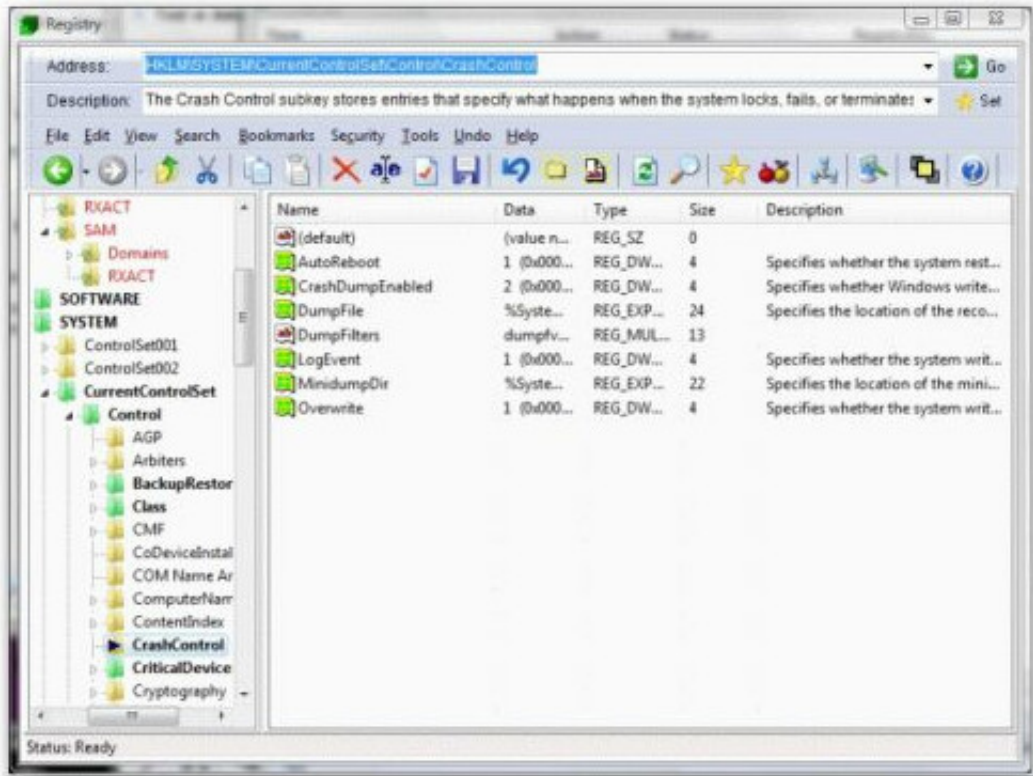 Registry
Address: HKLM\SYSTEM\CurrentControlSet\Control\CrashControl Go
Description: The Crash Control subkey stores entries that specify what happens when the system locks, fails, or terminates Set
File Edit View Search Bookmarks Security Tools Undo Help
RXACT
SAM
Domains
RXACT
SOFTWARE
SYSTEM
ControlSet001
ControlSet002
CurrentControlSet
Control
AGP
Arbiters
BackupRestor
Class
CMF
CoDeviceInstal
COM Name Ar
ComputerNam
ContentIndex
CrashControl
CriticalDevice
Cryptography
Name Data Type Size Description
(default) (value n... REG_SZ 0
AutoReboot 1 (0x000... REG_DW... 4 Specifies whether the system rest...
CrashDumpEnabled 2 (0x000... REG_DW... 4 Specifies whether Windows write...
DumpFile %Syste... REG_EXP... 24 Specifies the location of the reco...
DumpFilters dumpfv... REG_MUL... 13
LogEvent 1 (0x000... REG_DW... 4 Specifies whether the system writ...
MinidumpDir %Syste... REG_EXP... 22 Specifies the location of the mini...
Overwrite 1 (0x000... REG_DW... 4 Specifies whether the system writ...
Status: Ready